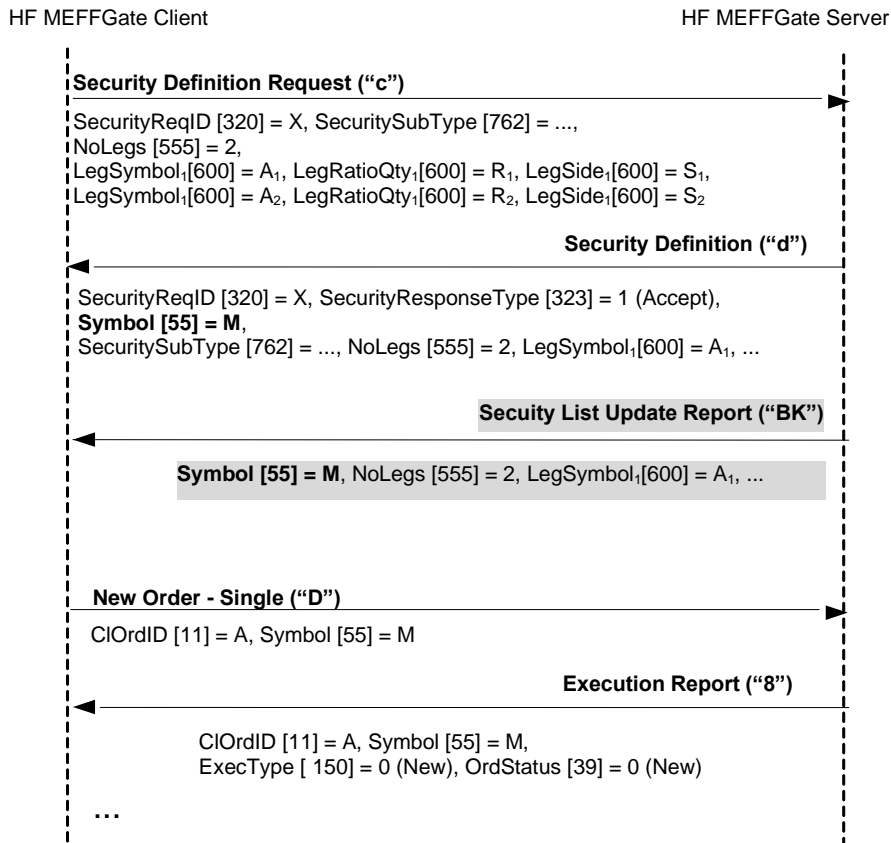 HF MEFFGate Client
HF MEFFGate Server
Security Definition Request (“c”)
SecurityReqID [320] = X, SecuritySubType [762] = ...,
NoLegs [555] = 2,
LegSymbol₁[600] = A₁, LegRatioQty₁[600] = R₁, LegSide₁[600] = S₁,
LegSymbol₁[600] = A₂, LegRatioQty₁[600] = R₂, LegSide₁[600] = S₂
Security Definition (“d”)
SecurityReqID [320] = X, SecurityResponseType [323] = 1 (Accept),
Symbol [55] = M,
SecuritySubType [762] = ..., NoLegs [555] = 2, LegSymbol₁[600] = A₁, ...
Secuity List Update Report (“BK”)
Symbol [55] = M, NoLegs [555] = 2, LegSymbol₁[600] = A₁, ...
New Order - Single (“D”)
ClOrdID [11] = A, Symbol [55] = M
Execution Report (“8”)
ClOrdID [11] = A, Symbol [55] = M,
ExecType [ 150] = 0 (New), OrdStatus [39] = 0 (New)
...